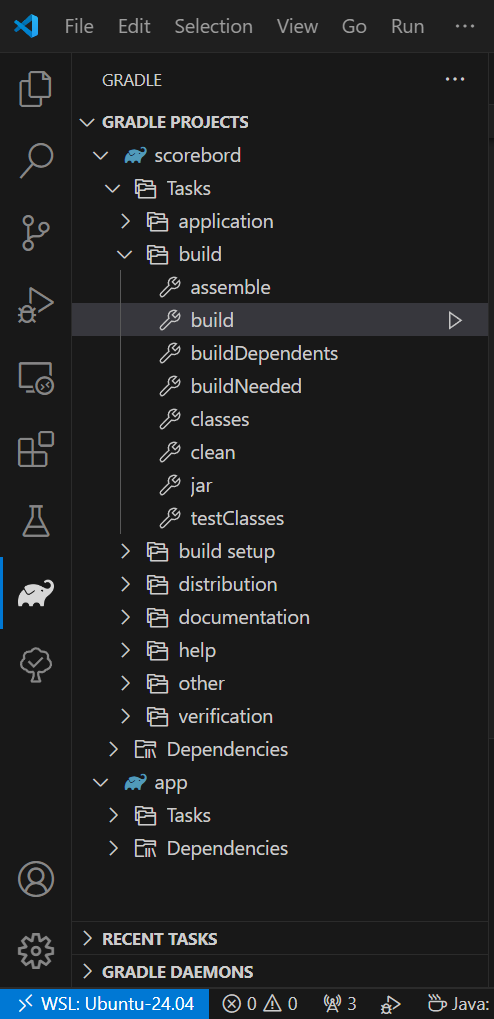 File Edit Selection View Go Run ...
GRADLE ...
GRADLE PROJECTS
scorebord
Tasks
application
build
assemble
build
buildDependents
buildNeeded
classes
clean
jar
testClasses
build setup
distribution
documentation
help
other
verification
Dependencies
app
Tasks
Dependencies
RECENT TASKS
GRADLE DAEMONS
WSL: Ubuntu-24.04 0 0 3 Java: